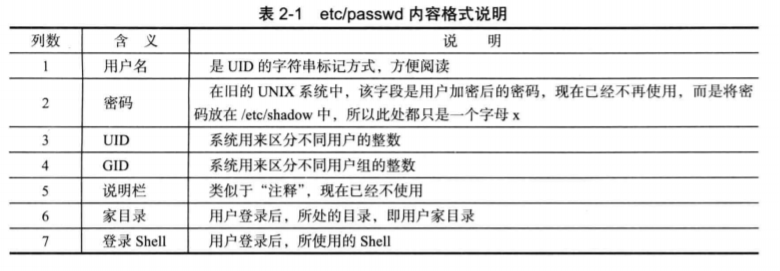 表 2-1 etc/passwd 内容格式说明
列数 含 义 说 明
1 用户名 是 UID 的字符串标记方式，方便阅读
2 密码 在旧的 UNIX 系统中，该字段是用户加密后的密码，现在已经不再使用，而是将密
码放在 /etc/shadow 中，所以此处都只是一个字母 x
3 UID 系统用来区分不同用户的整数
4 GID 系统用来区分不同用户组的整数
5 说明栏 类似于“注释”，现在已经不使用
6 家目录 用户登录后，所处的目录，即用户家目录
7 登录 Shell 用户登录后，所使用的 Shell